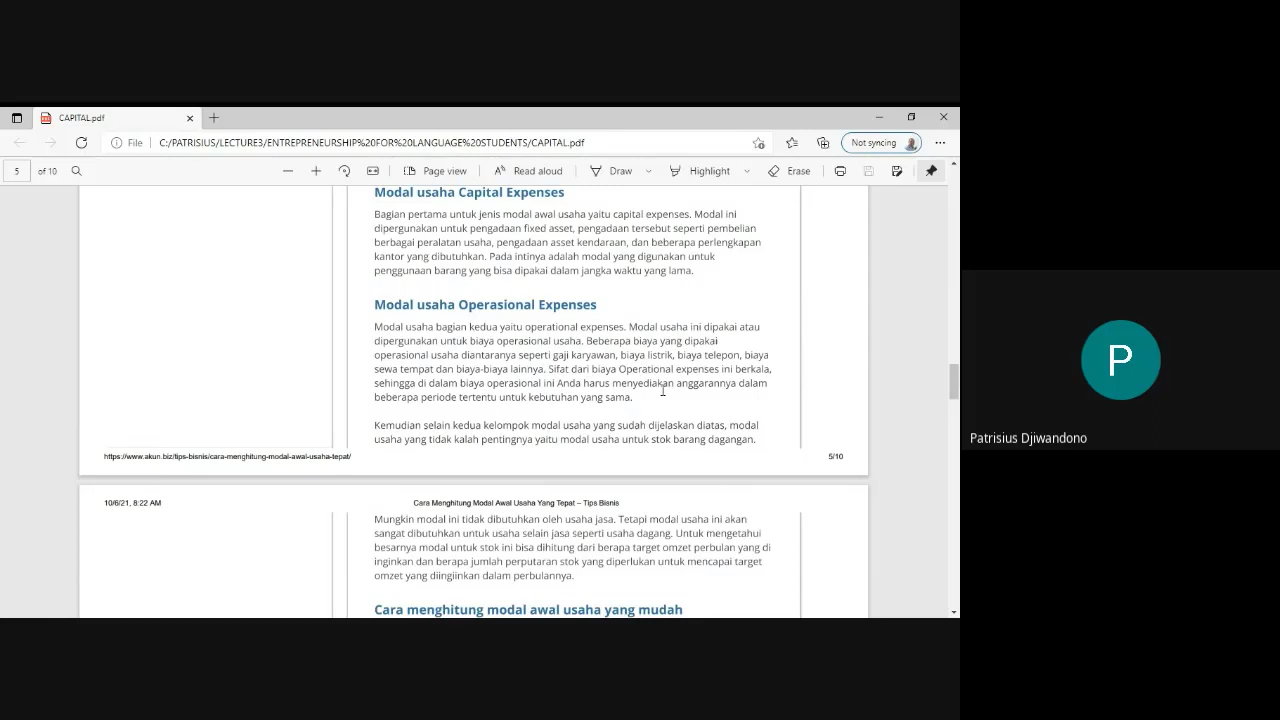 CAPITAL.pdf
File
C:/PATRISIUS/LECTURE3/ENTREPRENEURSHIP%20FOR%20LANGUAGE%20STUDENTS/CAPITAL.pdf
Not syncing
5 of 10
Page view
Read aloud
Draw
Highlight
Erase
Modal usaha Capital Expenses
Bagian pertama untuk jenis modal awal usaha yaitu capital expenses. Modal ini
dipergunakan untuk pengadaan fixed asset, pengadaan tersebut seperti pembelian
berbagai peralatan usaha, pengadaan asset kendaraan, dan beberapa perlengkapan
kantor yang dibutuhkan. Pada intinya adalah modal yang digunakan untuk
penggunaan barang yang bisa dipakai dalam jangka waktu yang lama.
Modal usaha Operasional Expenses
Modal usaha bagian kedua yaitu operational expenses. Modal usaha ini dipakai atau
dipergunakan untuk biaya operasional usaha. Beberapa biaya yang dipakai
operasional usaha diantaranya seperti gaji karyawan, biaya listrik, biaya telepon, biaya
sewa tempat dan biaya-biaya lainnya. Sifat dari biaya Operational expenses ini berkala,
sehingga di dalam biaya operasional ini Anda harus menyediakan anggarannya dalam
beberapa periode tertentu untuk kebutuhan yang sama.
Kemudian selain kedua kelompok modal usaha yang sudah dijelaskan diatas, modal
usaha yang tidak kalah pentingnya yaitu modal usaha untuk stok barang dagangan.
https://www.akun.biz/tips-bisnis/cara-menghitung-modal-awal-usaha-tepat/
5/10
10/6/21, 8:22 AM
Cara Menghitung Modal Awal Usaha Yang Tepat – Tips Bisnis
Mungkin modal ini tidak dibutuhkan oleh usaha jasa. Tetapi modal usaha ini akan
sangat dibutuhkan untuk usaha selain jasa seperti usaha dagang. Untuk mengetahui
besarnya modal untuk stok ini bisa dihitung dari berapa target omzet perbulan yang di
inginkan dan berapa jumlah perputaran stok yang diperlukan untuk mencapai target
omzet yang diingiinkan dalam perbulannya.
Cara menghitung modal awal usaha yang mudah
P
Patrisius Djiwandono